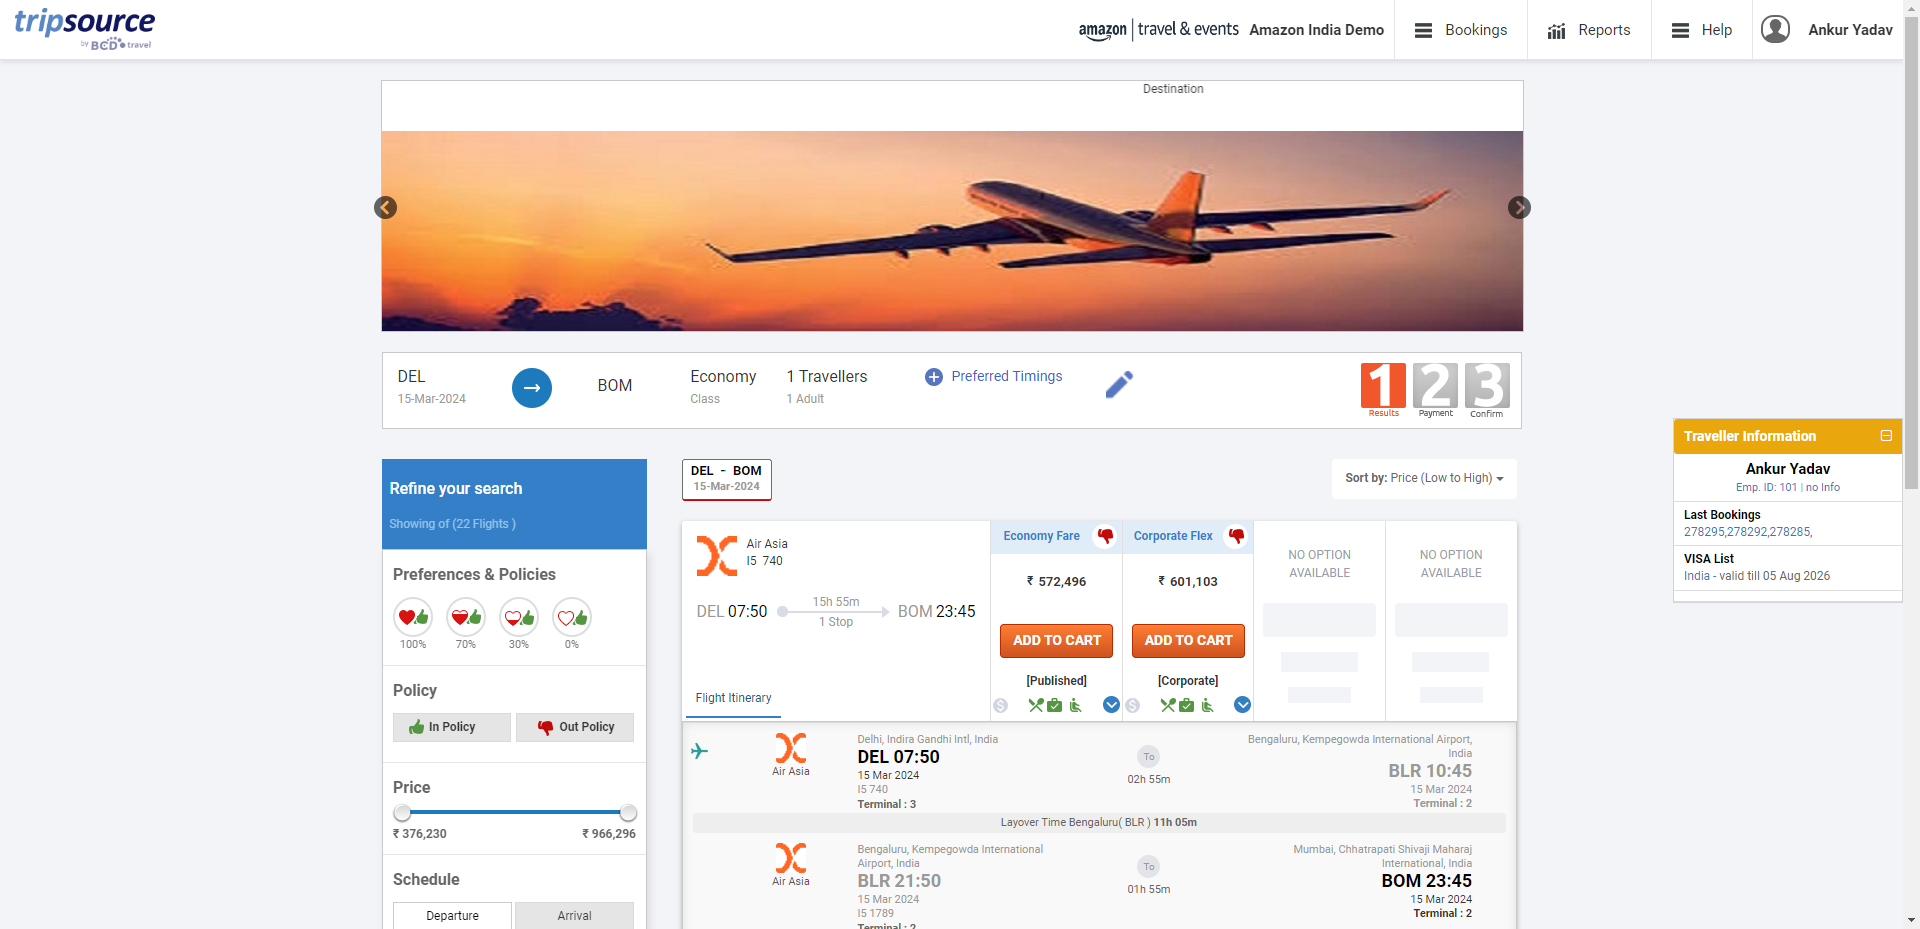 tripsource
by BCD travel
amazon | travel & events
Amazon India Demo
Bookings
Reports
Help
Ankur Yadav
Destination
DEL
15-Mar-2024
BOM
Economy
Class
1 Travellers
1 Adult
Preferred Timings
1
Results
2
Payment
3
Confirm
Traveller Information
Ankur Yadav
Emp. ID: 101 | no Info
Last Bookings
278295,278292,278285,
VISA List
India - valid till 05 Aug 2026
Refine your search
Showing of (22 Flights )
Preferences & Policies
100%
70%
30%
0%
Policy
In Policy
Out Policy
Price
₹ 376,230
₹ 966,296
Schedule
Departure
Arrival
DEL - BOM
15-Mar-2024
Sort by: Price (Low to High)
Air Asia
I5 740
DEL 07:50
15h 55m
1 Stop
BOM 23:45
Flight Itinerary
Economy Fare
₹ 572,496
ADD TO CART
[Published]
Corporate Flex
₹ 601,103
ADD TO CART
[Corporate]
NO OPTION
AVAILABLE
NO OPTION
AVAILABLE
Air Asia
Delhi, Indira Gandhi Intl, India
DEL 07:50
15 Mar 2024
I5 740
Terminal : 3
To
02h 55m
Bengaluru, Kempegowda International Airport,
India
BLR 10:45
15 Mar 2024
Terminal : 2
Layover Time Bengaluru( BLR ) 11h 05m
Air Asia
Bengaluru, Kempegowda International
Airport, India
BLR 21:50
15 Mar 2024
I5 1789
Terminal : 2
To
01h 55m
Mumbai, Chhatrapati Shivaji Maharaj
International, India
BOM 23:45
15 Mar 2024
Terminal : 2